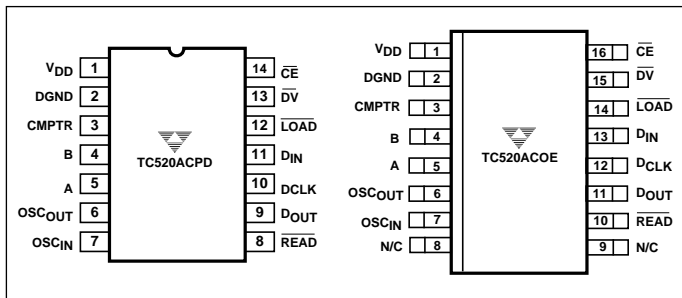 VDD 1
DGND 2
CMPTR 3
B 4
A 5
OSCOUT 6
OSCIN 7
TC520ACPD
14 CE
13 DV
12 LOAD
11 DIN
10 DCLK
9 DOUT
8 READ
VDD 1
DGND 2
CMPTR 3
B 4
A 5
OSCOUT 6
OSCIN 7
N/C 8
TC520ACOE
16 CE
15 DV
14 LOAD
13 DIN
12 DCLK
11 DOUT
10 READ
9 N/C